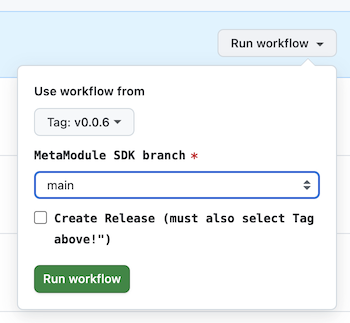 Run workflow
Use workflow from
Tag: v0.0.6
MetaModule SDK branch *
main
Create Release (must also select Tag
above!")
Run workflow